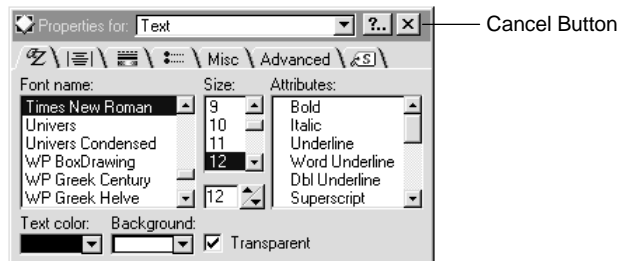 Properties for: Text ?.. Cancel Button
Misc Advanced
Font name: Size: Attributes:
Times New Roman 9 Bold
Univers 10 Italic
Univers Condensed 11 Underline
WP BoxDrawing 12 Word Underline
WP Greek Century Dbl Underline
WP Greek Helve 12 Superscript
Text color: Background:
Transparent